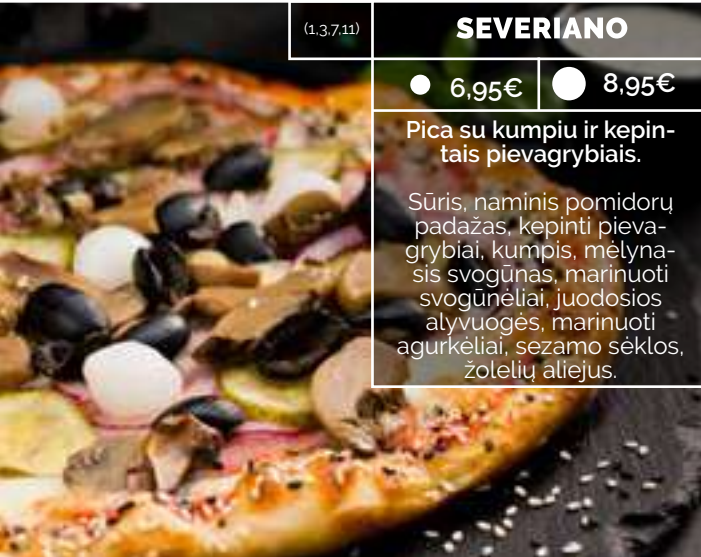 (1,3,7,11)
SEVERIANO
6,95€
8,95€
Pica su kumpiu ir kepin-
tais pievagrybiais.
Sūris, naminis pomidorų
padažas, kepinti pieva-
grybiai, kumpis, mėlyna-
sis svogūnas, marinuoti
svogūnėliai, juodosios
alyvuogės, marinuoti
agurkėliai, sezamo sėklos,
žolelių aliejus.